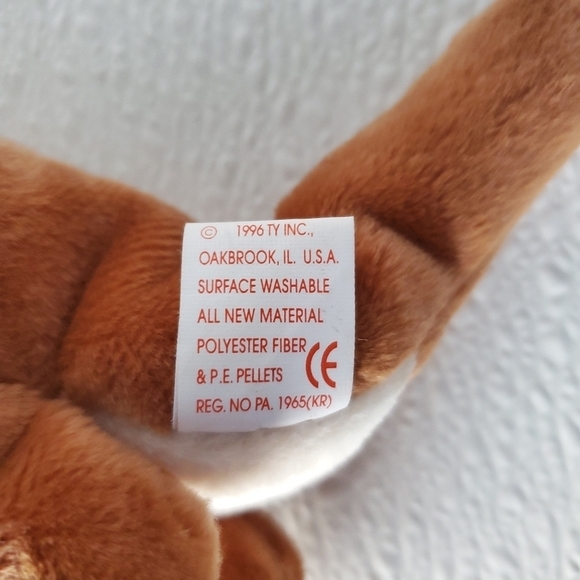 © 1996 TY INC.,
OAKBROOK, IL. U.S.A.
SURFACE WASHABLE
ALL NEW MATERIAL
POLYESTER FIBER
& P.E. PELLETS CE
REG. NO PA. 1965(KR)